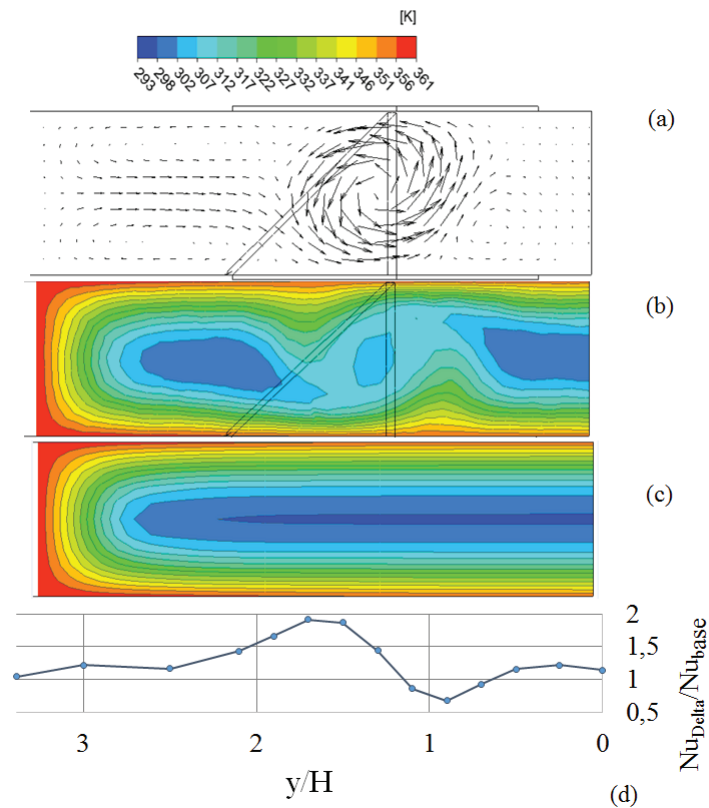 [K]
293 298 302 307 312 317 322 327 332 337 341 346 351 356 361
(a)
(b)
(c)
2
1,5
1
0,5
Nu_Delta/Nu_base
3 2 1 0
y/H
(d)